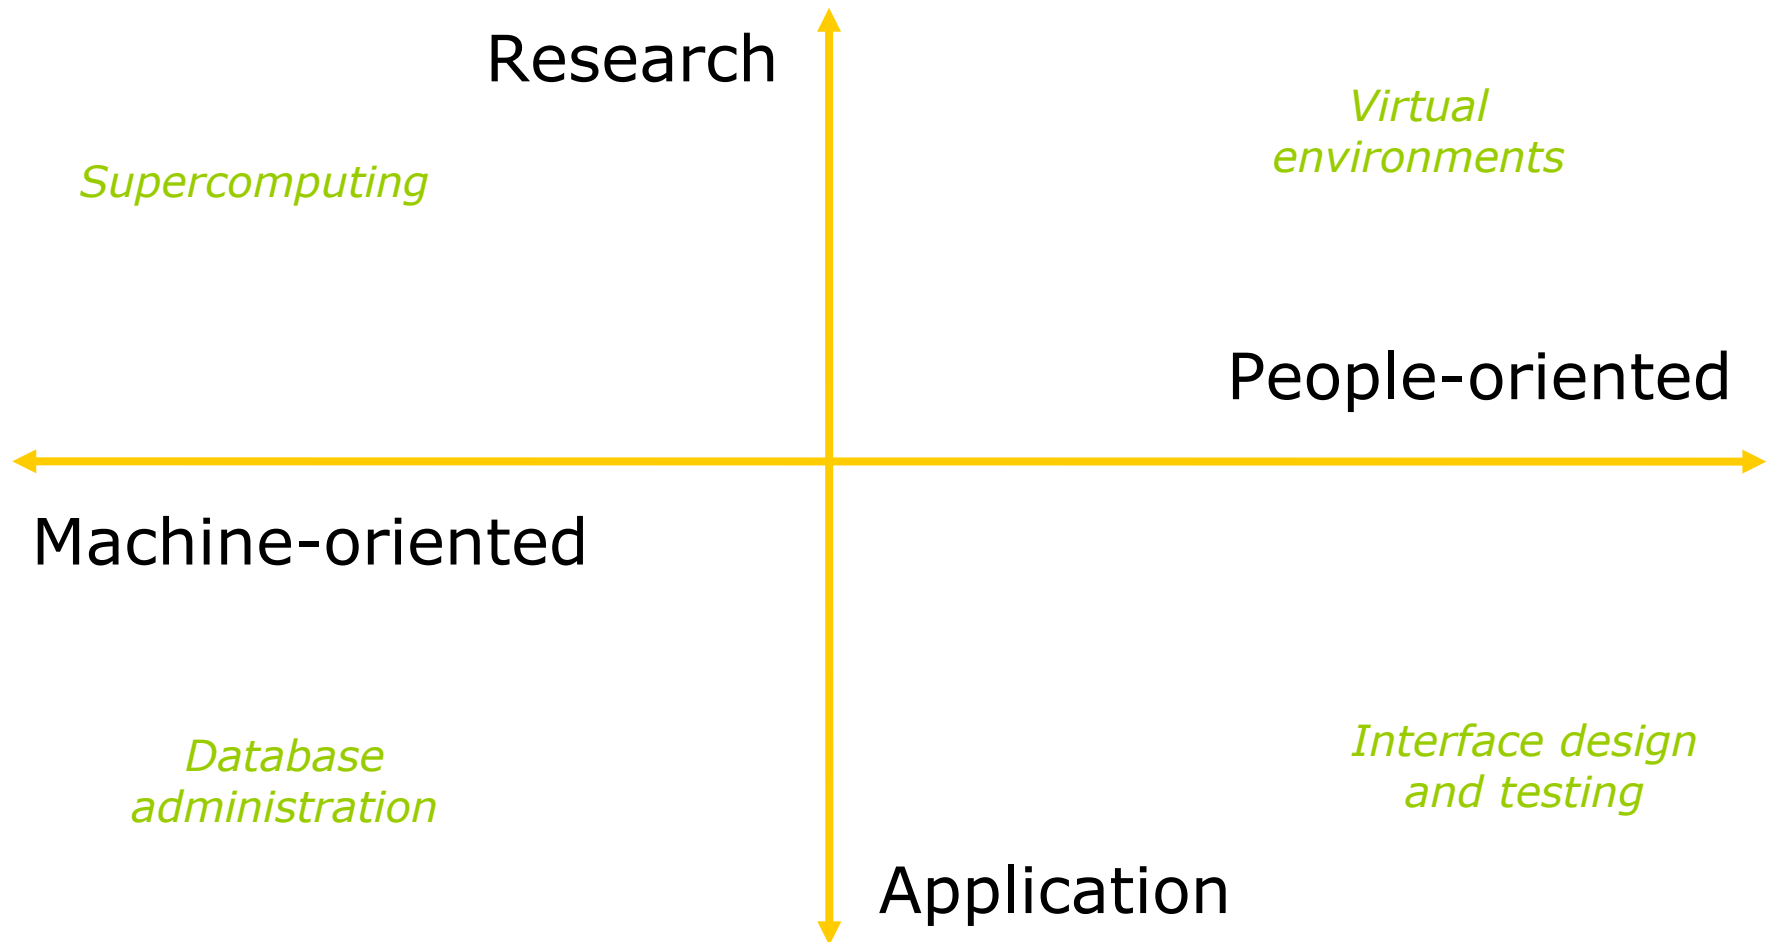 Research
Virtual
environments
Supercomputing
People-oriented
Machine-oriented
Database
administration
Interface design
and testing
Application